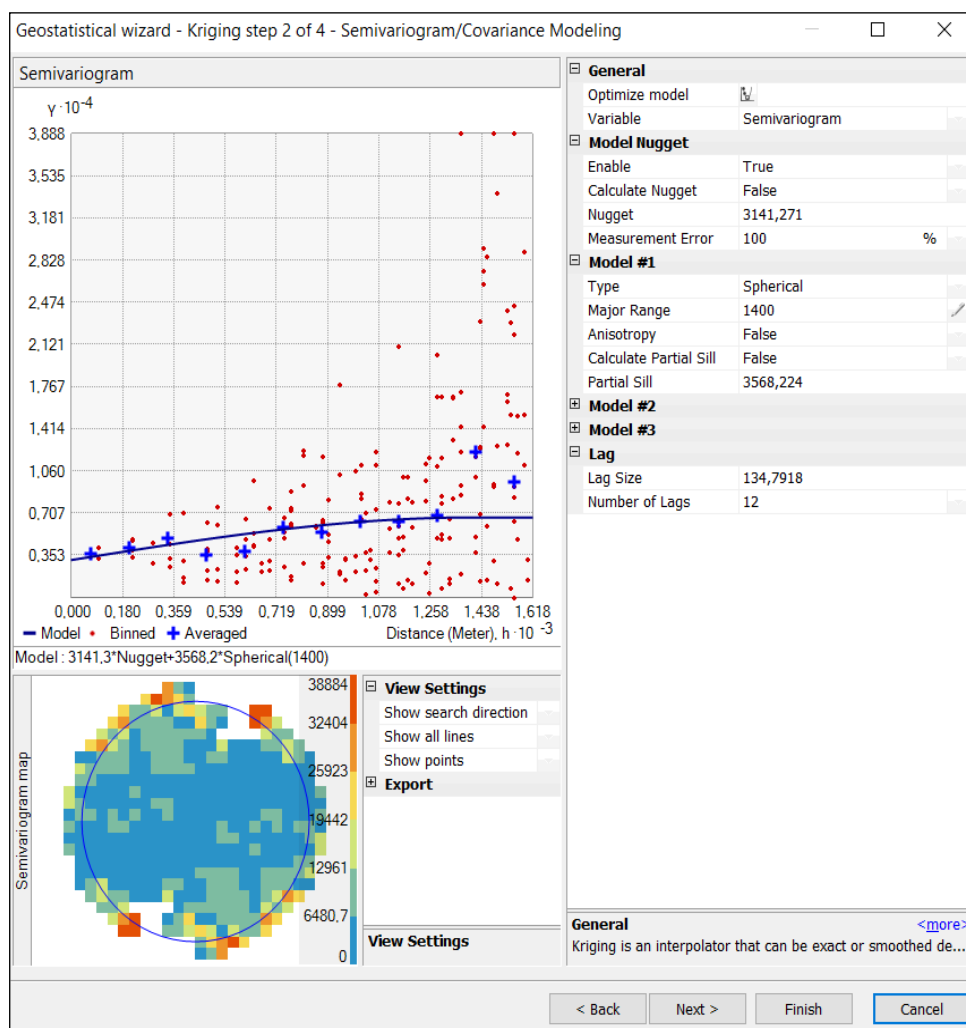 Geostatistical wizard - Kriging step 2 of 4 - Semivariogram/Covariance Modeling
Semivariogram
γ·10⁻⁴
3,888
3,535
3,181
2,828
2,474
2,121
1,767
1,414
1,060
0,707
0,353
0,000 0,180 0,359 0,539 0,719 0,899 1,078 1,258 1,438 1,618
Model Binned Averaged Distance (Meter), h·10⁻³
Model : 3141,3*Nugget+3568,2*Spherical(1400)
Semivariogram map
38884
32404
25923
19442
12961
6480,7
0
View Settings
Show search direction
Show all lines
Show points
Export
View Settings
General
Optimize model
Variable Semivariogram
Model Nugget
Enable True
Calculate Nugget False
Nugget 3141,271
Measurement Error 100 %
Model #1
Type Spherical
Major Range 1400
Anisotropy False
Calculate Partial Sill False
Partial Sill 3568,224
Model #2
Model #3
Lag
Lag Size 134,7918
Number of Lags 12
General <more>
Kriging is an interpolator that can be exact or smoothed de...
< Back Next > Finish Cancel